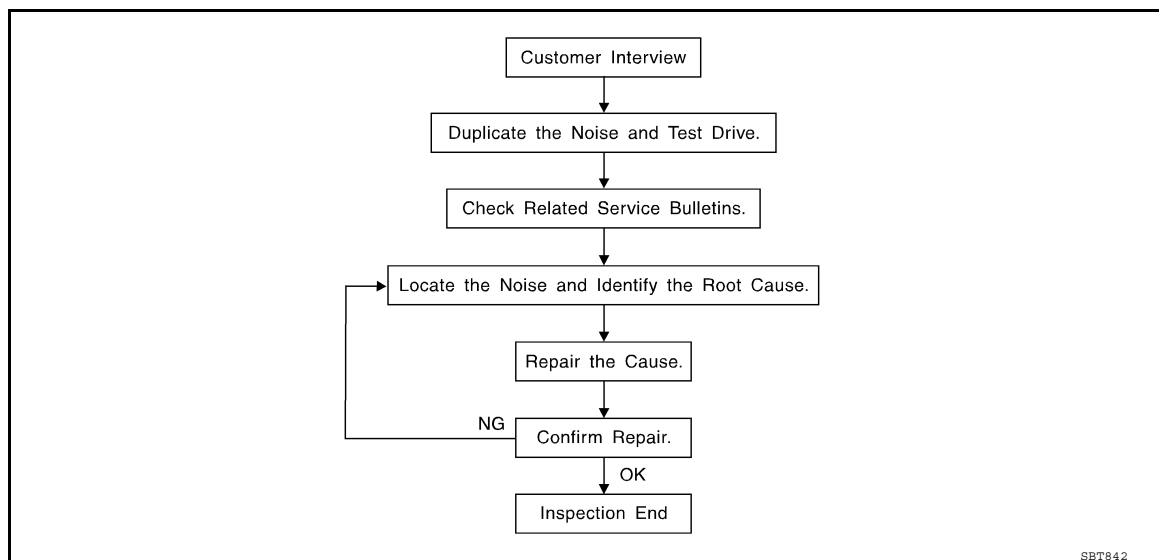 Customer Interview
Duplicate the Noise and Test Drive.
Check Related Service Bulletins.
Locate the Noise and Identify the Root Cause.
Repair the Cause.
NG
Confirm Repair.
OK
Inspection End
SBT842